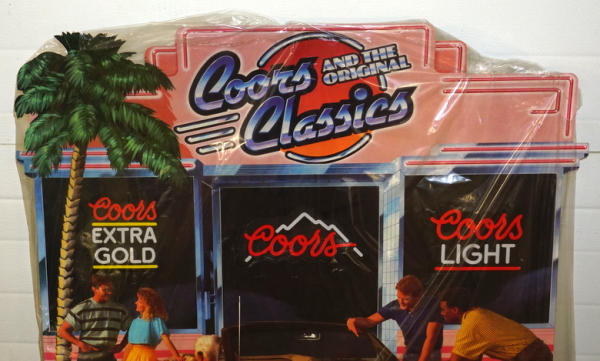 Coors
AND THE
ORIGINAL
Classics
Coors
EXTRA
GOLD
Coors
Coors
LIGHT